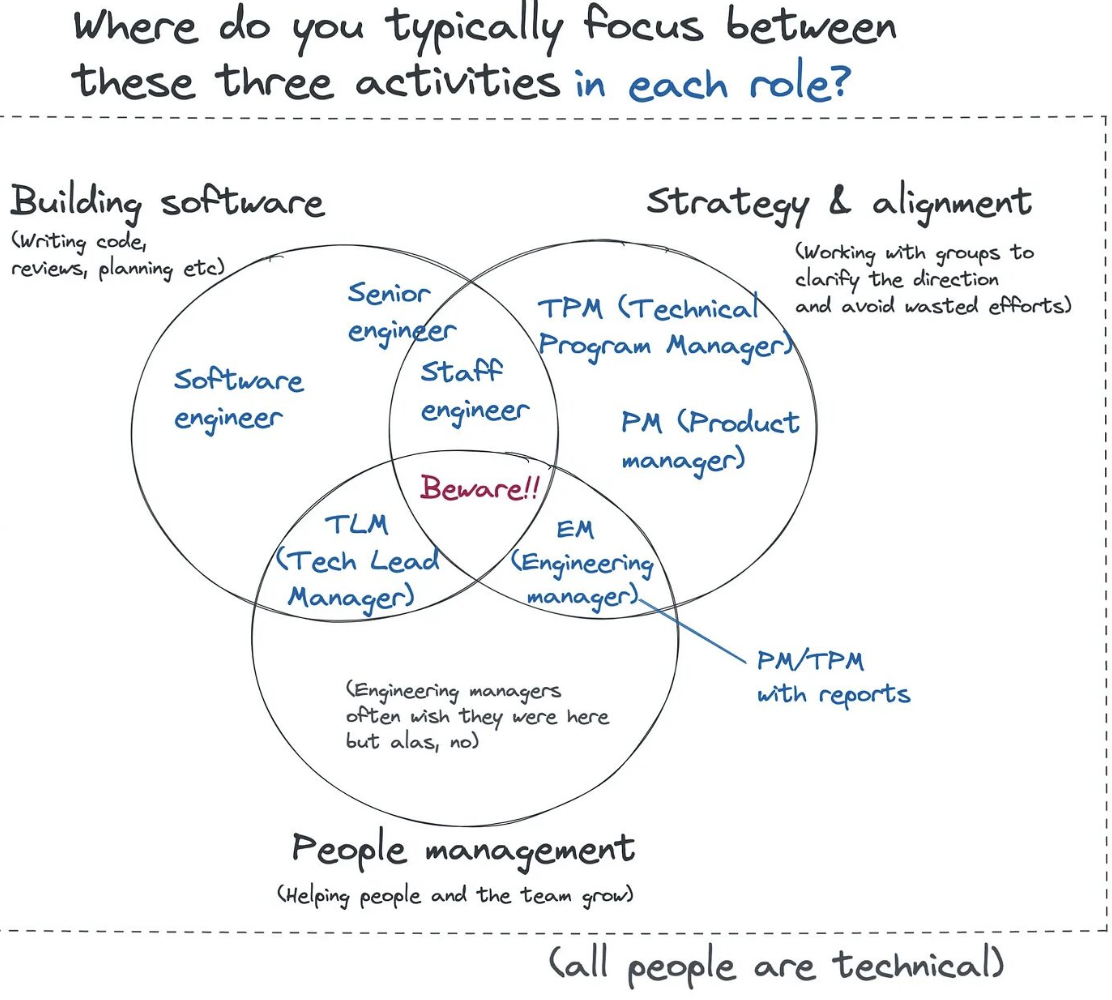 Where do you typically focus between
these three activities in each role?
Building software
(Writing code,
reviews, planning etc)
Strategy & alignment
(Working with groups to
clarify the direction
and avoid wasted efforts)
Senior
engineer
TPM (Technical
Program Manager)
Software
engineer
Staff
engineer
PM (Product
manager)
Beware!!
TLM
(Tech Lead
Manager)
EM
(Engineering
manager)
PM/TPM
with reports
(Engineering managers
often wish they were here
but alas, no)
People management
(Helping people and the team grow)
(all people are technical)